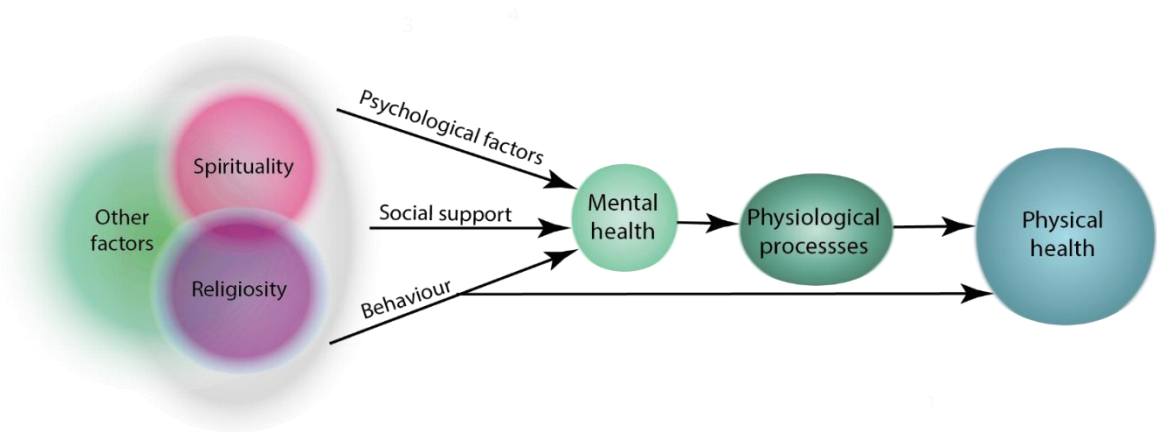 Psychological factors
Spirituality
Other
factors
Social support
Mental
health
Physiological
processses
Physical
health
Religiosity
Behaviour